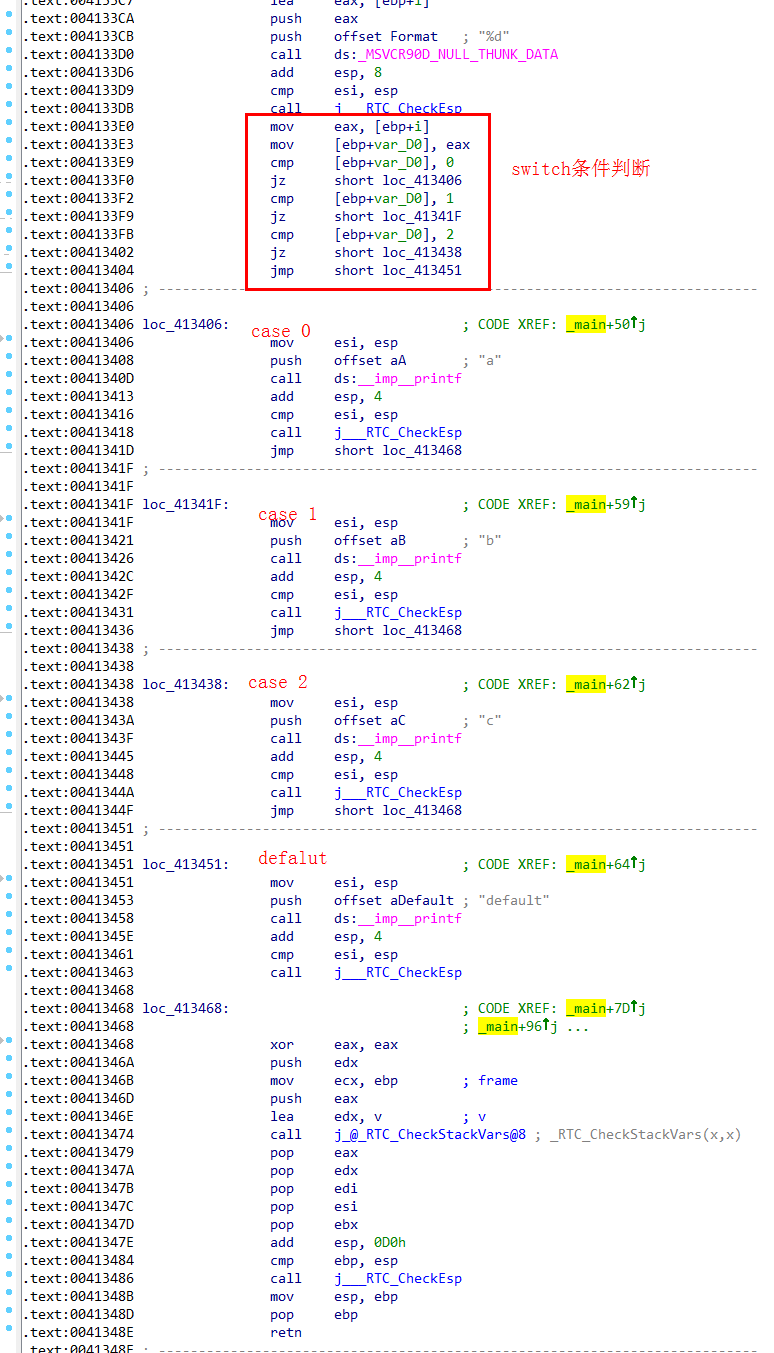 .text:004133C7 lea eax, [ebp+i]
.text:004133CA push eax
.text:004133CB push offset Format ; "%d"
.text:004133D0 call ds:_MSVCR90D_NULL_THUNK_DATA
.text:004133D6 add esp, 8
.text:004133D9 cmp esi, esp
.text:004133DB call j___RTC_CheckEsp
.text:004133E0 mov eax, [ebp+i]
.text:004133E3 mov [ebp+var_D0], eax
.text:004133E9 cmp [ebp+var_D0], 0
switch条件判断
.text:004133F0 jz short loc_413406
.text:004133F2 cmp [ebp+var_D0], 1
.text:004133F9 jz short loc_41341F
.text:004133FB cmp [ebp+var_D0], 2
.text:00413402 jz short loc_413438
.text:00413404 jmp short loc_413451
.text:00413406 ; ---------------------------------------------------------------------------
.text:00413406
.text:00413406 loc_413406: ; CODE XREF: _main+50↑j
case 0
.text:00413406 mov esi, esp
.text:00413408 push offset aA ; "a"
.text:0041340D call ds:__imp__printf
.text:00413413 add esp, 4
.text:00413416 cmp esi, esp
.text:00413418 call j___RTC_CheckEsp
.text:0041341D jmp short loc_413468
.text:0041341F ; ---------------------------------------------------------------------------
.text:0041341F
.text:0041341F loc_41341F: ; CODE XREF: _main+59↑j
case 1
.text:0041341F mov esi, esp
.text:00413421 push offset aB ; "b"
.text:00413426 call ds:__imp__printf
.text:0041342C add esp, 4
.text:0041342F cmp esi, esp
.text:00413431 call j___RTC_CheckEsp
.text:00413436 jmp short loc_413468
.text:00413438 ; ---------------------------------------------------------------------------
.text:00413438
.text:00413438 loc_413438: ; CODE XREF: _main+62↑j
case 2
.text:00413438 mov esi, esp
.text:0041343A push offset aC ; "c"
.text:0041343F call ds:__imp__printf
.text:00413445 add esp, 4
.text:00413448 cmp esi, esp
.text:0041344A call j___RTC_CheckEsp
.text:0041344F jmp short loc_413468
.text:00413451 ; ---------------------------------------------------------------------------
.text:00413451
.text:00413451 loc_413451: ; CODE XREF: _main+64↑j
defalut
.text:00413451 mov esi, esp
.text:00413453 push offset aDefault ; "default"
.text:00413458 call ds:__imp__printf
.text:0041345E add esp, 4
.text:00413461 cmp esi, esp
.text:00413463 call j___RTC_CheckEsp
.text:00413468
.text:00413468 loc_413468: ; CODE XREF: _main+7D↑j
.text:00413468 ; _main+96↑j ...
.text:00413468 xor eax, eax
.text:0041346A push edx
.text:0041346B mov ecx, ebp ; frame
.text:0041346D push eax
.text:0041346E lea edx, v ; v
.text:00413474 call j_@_RTC_CheckStackVars@8 ; _RTC_CheckStackVars(x,x)
.text:00413479 pop eax
.text:0041347A pop edx
.text:0041347B pop edi
.text:0041347C pop esi
.text:0041347D pop ebx
.text:0041347E add esp, 0D0h
.text:00413484 cmp ebp, esp
.text:00413486 call j___RTC_CheckEsp
.text:0041348B mov esp, ebp
.text:0041348D pop ebp
.text:0041348E retn
.text:0041348E ; ---------------------------------------------------------------------------